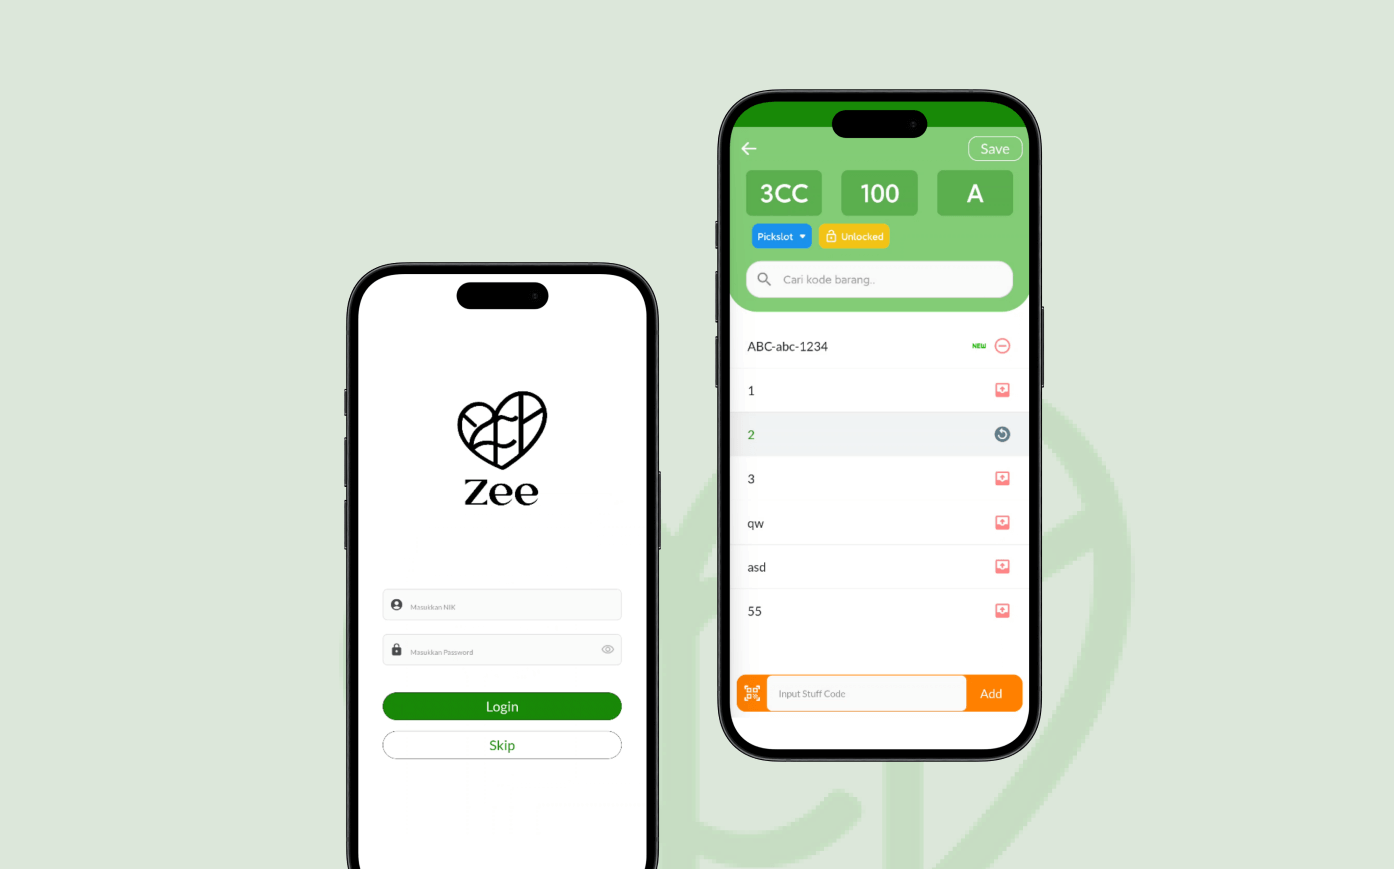 Zee
Masukkan NIK
Masukkan Password
Login
Skip
Save
3CC 100 A
Pickslot Unlocked
Cari kode barang..
ABC-abc-1234 NEW
1
2
3
qw
asd
55
Input Stuff Code Add